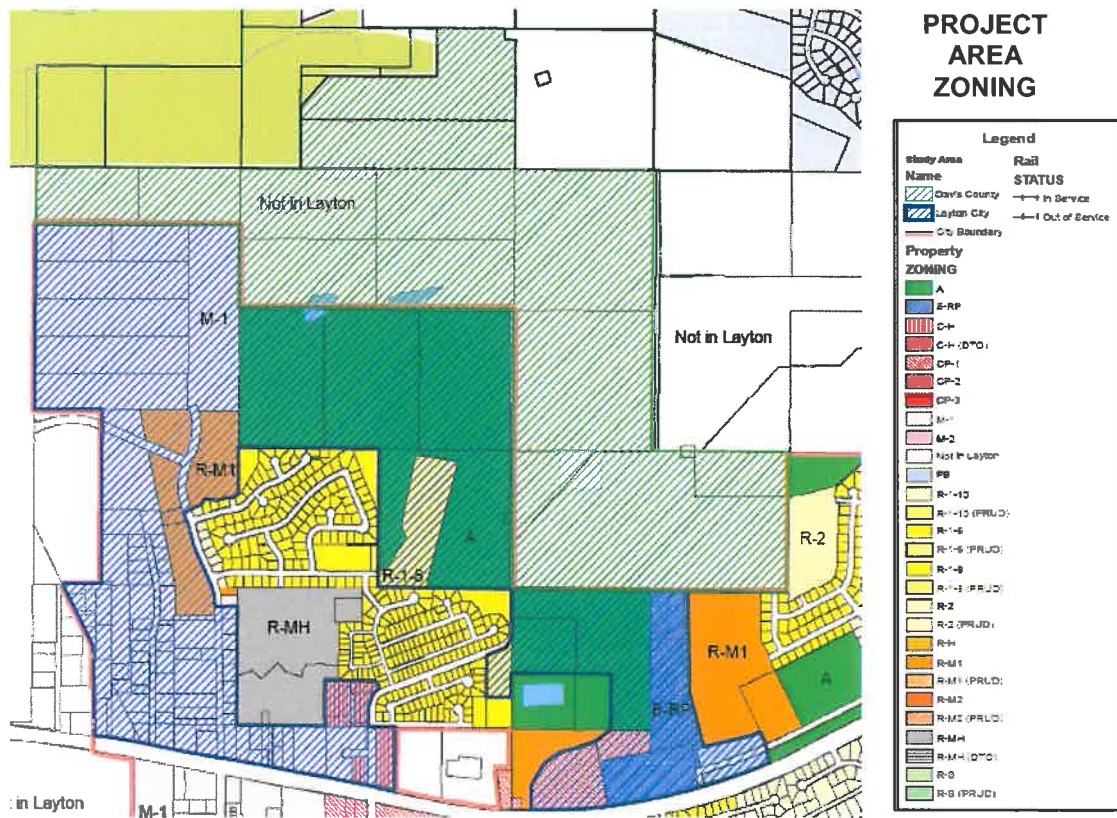 PROJECT
AREA
ZONING
Legend
Study Area
Name
Davis County
Layton City
City Boundary
Rail
STATUS
In Service
Out of Service
Property
ZONING
A
B-RP
C-H
C-H (DTO)
CP-1
CP-2
CP-3
M-1
M-2
Not in Layton
PB
R-1-10
R-1-10 (PRUD)
R-1-6
R-1-6 (PRUD)
R-1-8
R-1-8 (PRUD)
R-2
R-2 (PRUD)
R-H
R-M1
R-M1 (PRUD)
R-M2
R-M2 (PRUD)
R-MH
R-MH (DTO)
R-S
R-S (PRUD)
Not in Layton
M-1
Not in Layton
R-M1
A
R-2
R-1-8
R-MH
R-M1
A
B-RP
in Layton
M-1